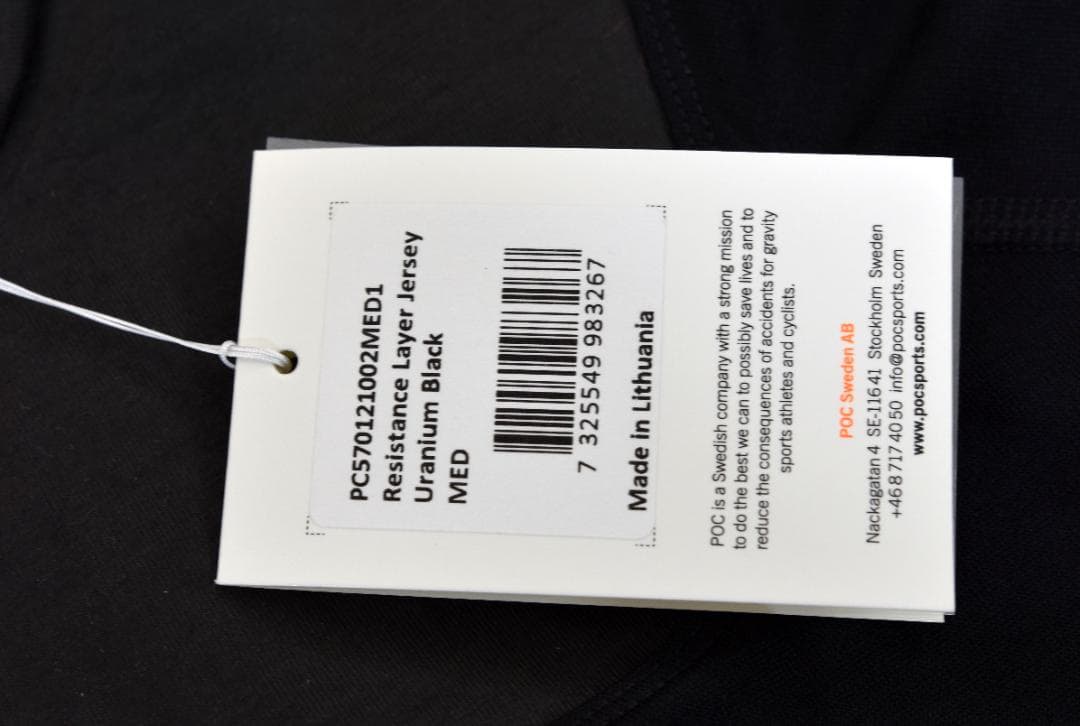 PC570121002MED1
Resistance Layer Jersey
Uranium Black
MED
7 325549 983267
Made in Lithuania
POC is a Swedish company with a strong mission
to do the best we can to possibly save lives and to
reduce the consequences of accidents for gravity
sports athletes and cyclists.
POC Sweden AB
Nackagatan 4 SE-116 41 Stockholm Sweden
+46 8 717 40 50 info@pocsports.com
www.pocsports.com